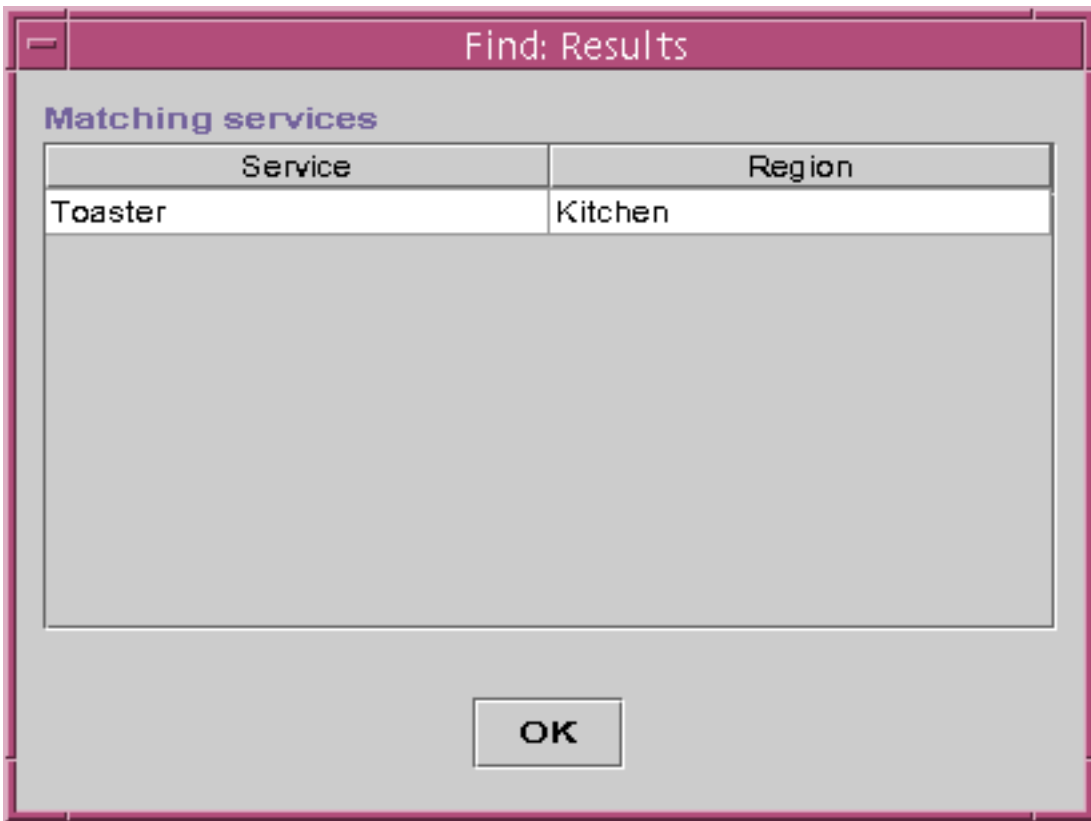 Find: Results
Matching services
Service Region
Toaster Kitchen
OK